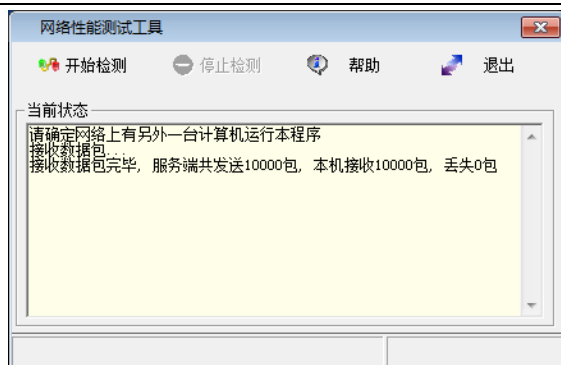 网络性能测试工具
开始检测 停止检测 帮助 退出
当前状态
请确定网络上有另外一台计算机运行本程序
接收数据包...
接收数据包完毕，服务端共发送10000包，本机接收10000包，丢失0包